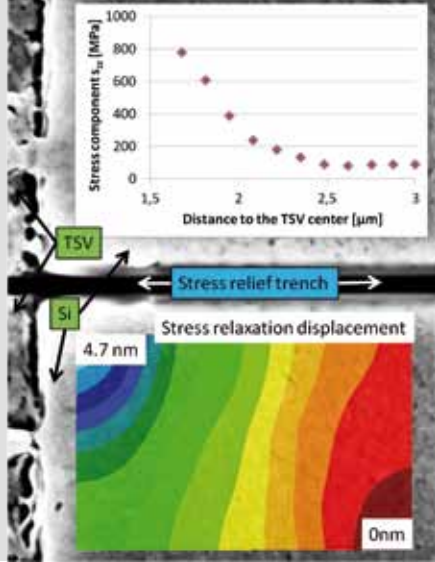 Stress component s₂₂ [MPa]
1000
800
600
400
200
0
1,5
2
2,5
3
Distance to the TSV center [µm]
TSV
Stress relief trench
Si
Stress relaxation displacement
4.7 nm
0nm